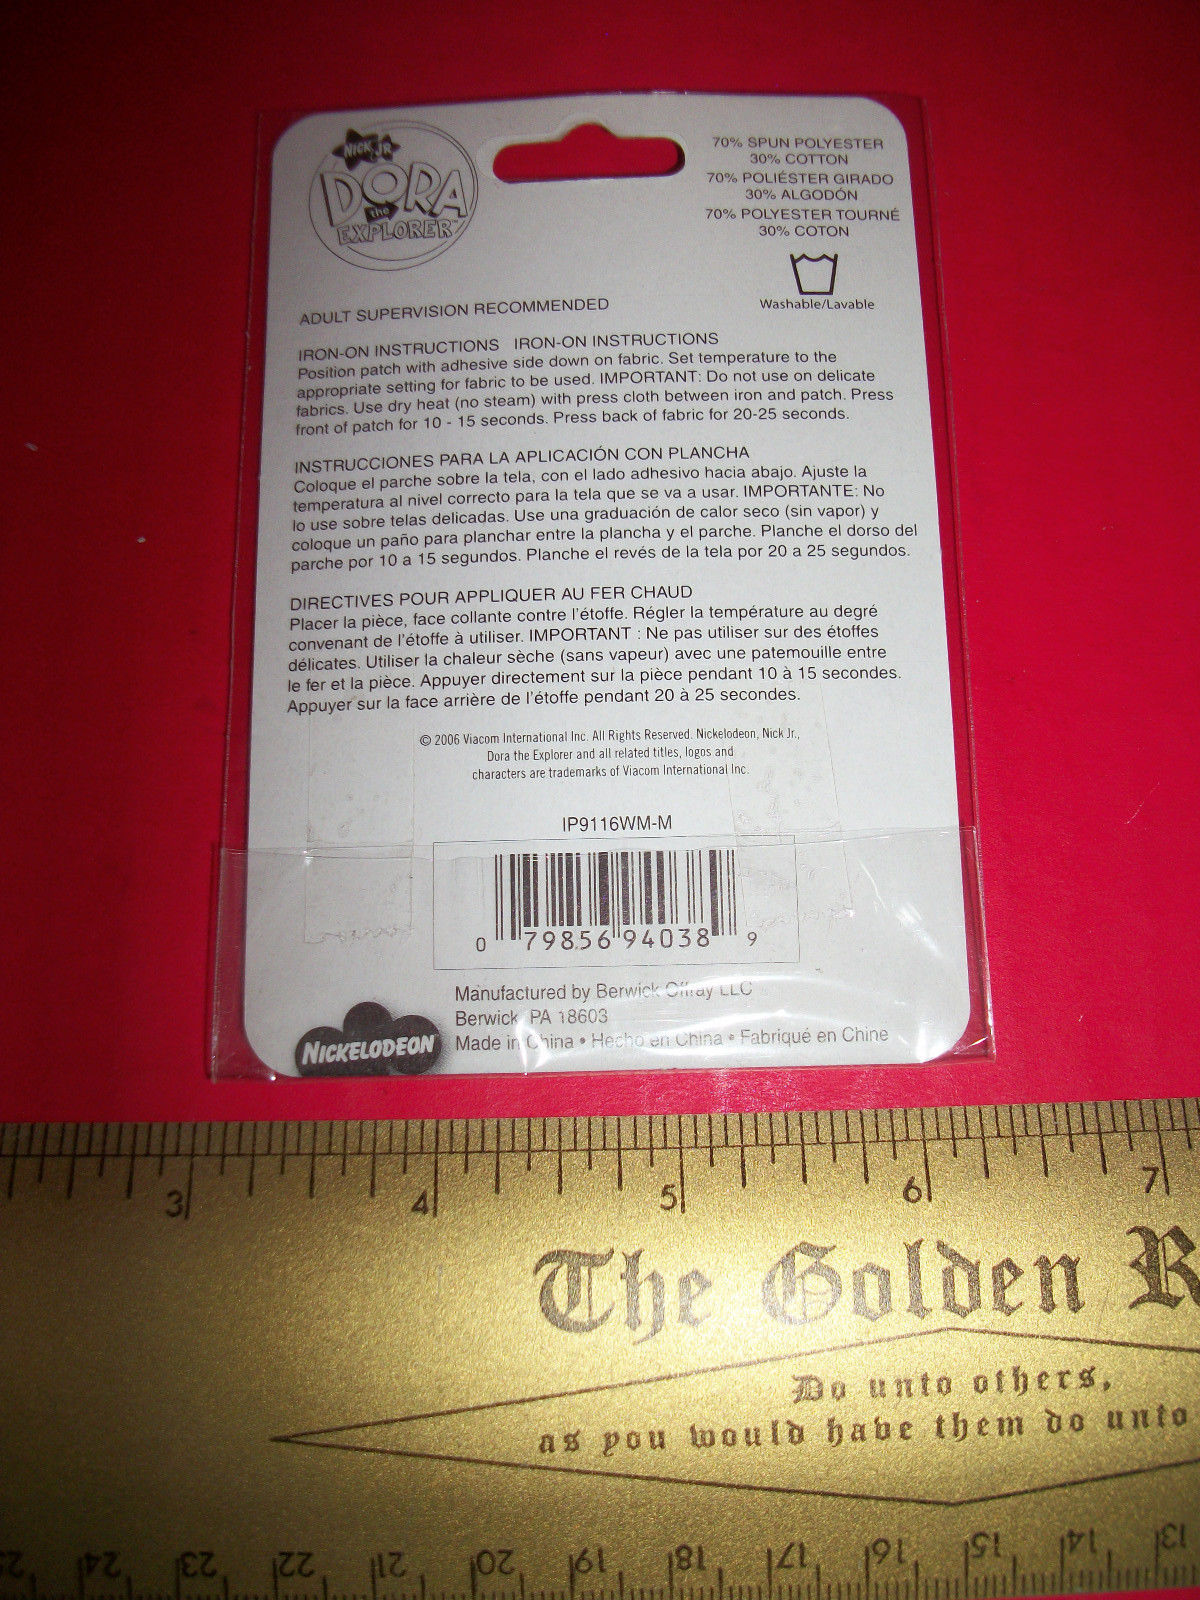 NICK JR.
DORA
the
EXPLORER™
70% SPUN POLYESTER
30% COTTON
70% POLIÉSTER GIRADO
30% ALGODÓN
70% POLYESTER TOURNÉ
30% COTON
Washable/Lavable
ADULT SUPERVISION RECOMMENDED
IRON-ON INSTRUCTIONS IRON-ON INSTRUCTIONS
Position patch with adhesive side down on fabric. Set temperature to the
appropriate setting for fabric to be used. IMPORTANT: Do not use on delicate
fabrics. Use dry heat (no steam) with press cloth between iron and patch. Press
front of patch for 10 - 15 seconds. Press back of fabric for 20-25 seconds.
INSTRUCCIONES PARA LA APLICACIÓN CON PLANCHA
Coloque el parche sobre la tela, con el lado adhesivo hacia abajo. Ajuste la
temperatura al nivel correcto para la tela que se va a usar. IMPORTANTE: No
lo use sobre telas delicadas. Use una graduación de calor seco (sin vapor) y
coloque un paño para planchar entre la plancha y el parche. Planche el dorso del
parche por 10 a 15 segundos. Planche el revés de la tela por 20 a 25 segundos.
DIRECTIVES POUR APPLIQUER AU FER CHAUD
Placer la pièce, face collante contre l'étoffe. Régler la température au degré
convenant de l'étoffe à utiliser. IMPORTANT : Ne pas utiliser sur des étoffes
délicates. Utiliser la chaleur sèche (sans vapeur) avec une patemouille entre
le fer et la pièce. Appuyer directement sur la pièce pendant 10 à 15 secondes.
Appuyer sur la face arrière de l'étoffe pendant 20 à 25 secondes.
© 2006 Viacom International Inc. All Rights Reserved. Nickelodeon, Nick Jr.,
Dora the Explorer and all related titles, logos and
characters are trademarks of Viacom International Inc.
IP9116WM-M
0 79856 94038 9
Manufactured by Berwick Offray LLC
Berwick, PA 18603
Made in China • Hecho en China • Fabriqué en Chine
NICKELODEON
3 4 5 6 7
The Golden R
Do unto others,
as you would have them do unto
25 24 23 22 21 20 19 18 17 16 15 14 13